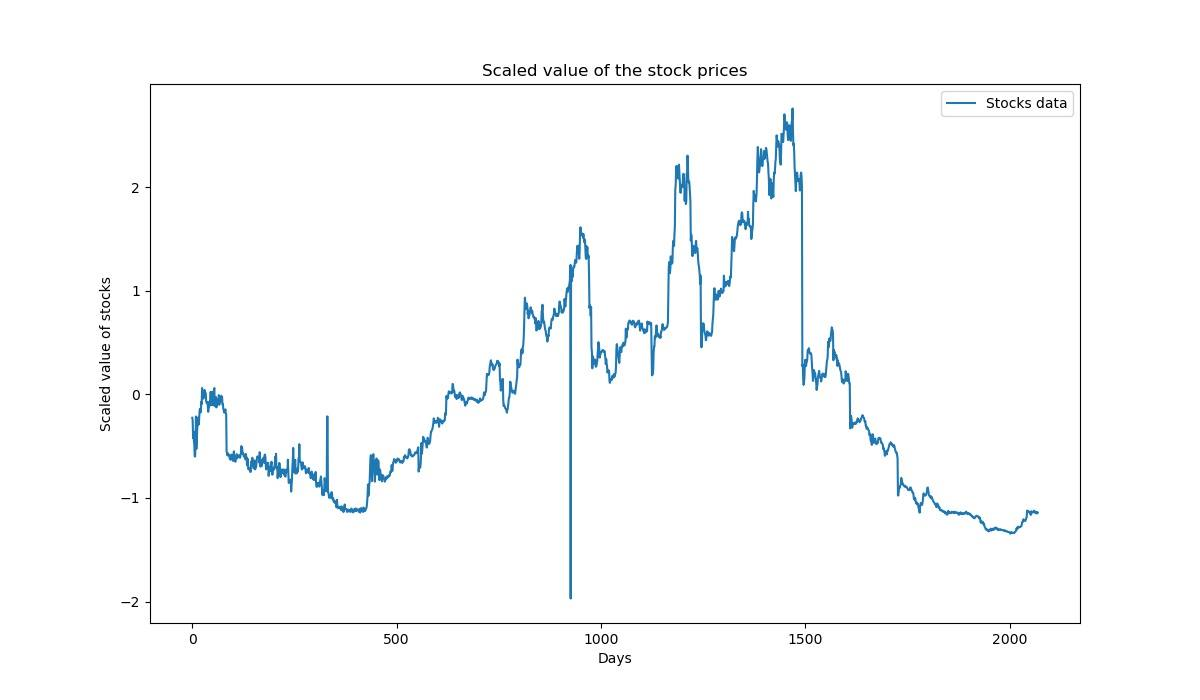 Scaled value of the stock prices
Stocks data
Scaled value of stocks
2
1
0
−1
−2
0 500 1000 1500 2000
Days